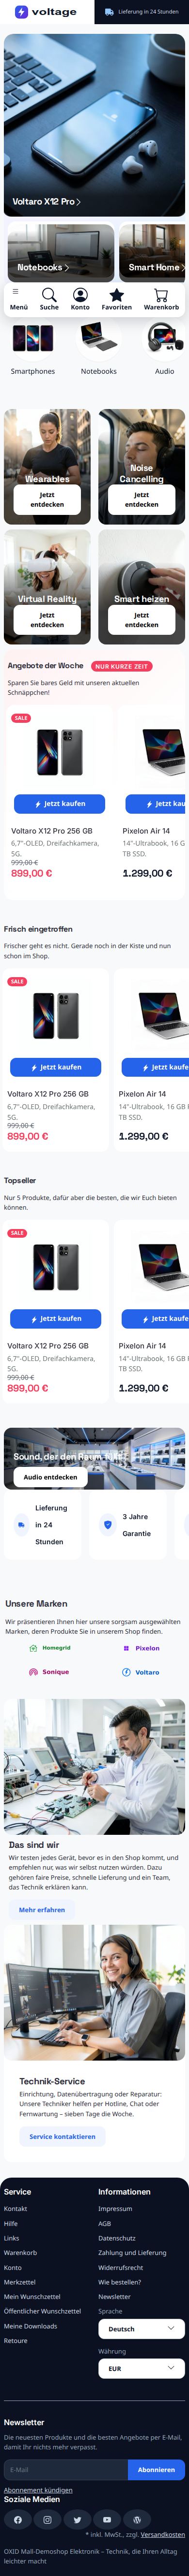 voltage
Lieferung in 24 Stunden
Voltaro X12 Pro
Notebooks
Smart Home
Menü
Suche
Konto
Favoriten
Warenkorb
Smartphones
Notebooks
Audio
Wearables
Jetzt
entdecken
Noise
Cancelling
Jetzt
entdecken
Virtual Reality
Jetzt
entdecken
Smart heizen
Jetzt
entdecken
Angebote der Woche
NUR KURZE ZEIT
Sparen Sie bares Geld mit unseren aktuellen
Schnäppchen!
SALE
Jetzt kaufen
Jetzt kau
Voltaro X12 Pro 256 GB
6,7"-OLED, Dreifachkamera,
5G.
999,00 €
899,00 €
Pixelon Air 14
14"-Ultrabook, 16 G
TB SSD.
1.299,00 €
Frisch eingetroffen
Frischer geht es nicht. Gerade noch in der Kiste und nun
schon im Shop.
SALE
Jetzt kaufen
Jetzt kaufe
Voltaro X12 Pro 256 GB
6,7"-OLED, Dreifachkamera,
5G.
999,00 €
899,00 €
Pixelon Air 14
14"-Ultrabook, 16 GB
TB SSD.
1.299,00 €
Topseller
Nur 5 Produkte, dafür aber die besten, die wir Euch bieten
können.
SALE
Jetzt kaufen
Jetzt kaufe
Voltaro X12 Pro 256 GB
6,7"-OLED, Dreifachkamera,
5G.
999,00 €
899,00 €
Pixelon Air 14
14"-Ultrabook, 16 GB
TB SSD.
1.299,00 €
Sound, der den Raum füllt
Audio entdecken
Lieferung
in 24
Stunden
3 Jahre
Garantie
Unsere Marken
Wir präsentieren Ihnen hier unsere sorgsam ausgewählten
Marken, deren Produkte Sie in unserem Shop finden.
Homegrid
Pixelon
Sonique
Voltaro
Das sind wir
Wir testen jedes Gerät, bevor es in den Shop kommt, und
empfehlen nur, was wir selbst nutzen würden. Dazu
gehören faire Preise, schnelle Lieferung und ein Team,
das Technik erklären kann.
Mehr erfahren
Technik-Service
Einrichtung, Datenübertragung oder Reparatur:
Unsere Techniker helfen per Hotline, Chat oder
Fernwartung – sieben Tage die Woche.
Service kontaktieren
Service
Kontakt
Hilfe
Links
Warenkorb
Konto
Merkzettel
Mein Wunschzettel
Öffentlicher Wunschzettel
Meine Downloads
Retoure
Informationen
Impressum
AGB
Datenschutz
Zahlung und Lieferung
Widerrufsrecht
Wie bestellen?
Newsletter
Sprache
Deutsch
Währung
EUR
Newsletter
Die neuesten Produkte und die besten Angebote per E-Mail,
damit Ihr nichts mehr verpasst.
E-Mail
Abonnieren
Abonnement kündigen
Soziale Medien
* inkl. MwSt., zzgl. Versandkosten
OXID Mall-Demoshop Elektronik – Technik, die Ihren Alltag
leichter macht